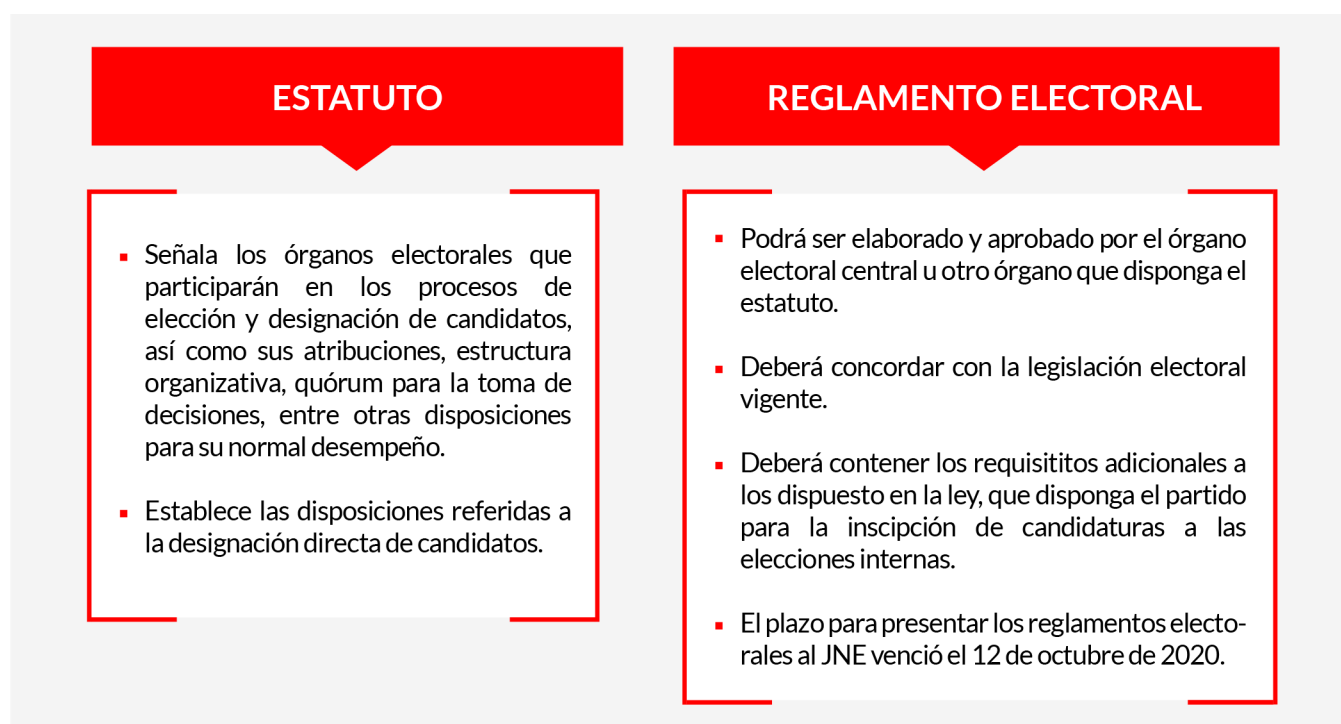 ESTATUTO
Señala los órganos electorales que
participarán en los procesos de
elección y designación de candidatos,
así como sus atribuciones, estructura
organizativa, quórum para la toma de
decisiones, entre otras disposiciones
para su normal desempeño.
Establece las disposiciones referidas a
la designación directa de candidatos.
REGLAMENTO ELECTORAL
Podrá ser elaborado y aprobado por el órgano
electoral central u otro órgano que disponga el
estatuto.
Deberá concordar con la legislación electoral
vigente.
Deberá contener los requisititos adicionales a
los dispuesto en la ley, que disponga el partido
para la inscipción de candidaturas a las
elecciones internas.
El plazo para presentar los reglamentos electo-
rales al JNE venció el 12 de octubre de 2020.